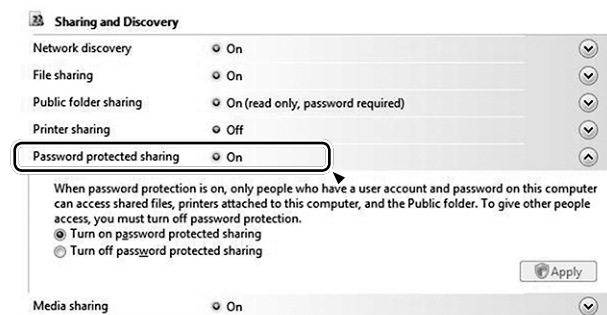 Sharing and Discovery
Network discovery On
File sharing On
Public folder sharing On (read only, password required)
Printer sharing Off
Password protected sharing On
When password protection is on, only people who have a user account and password on this computer
can access shared files, printers attached to this computer, and the Public folder. To give other people
access, you must turn off password protection.
Turn on password protected sharing
Turn off password protected sharing
Apply
Media sharing On